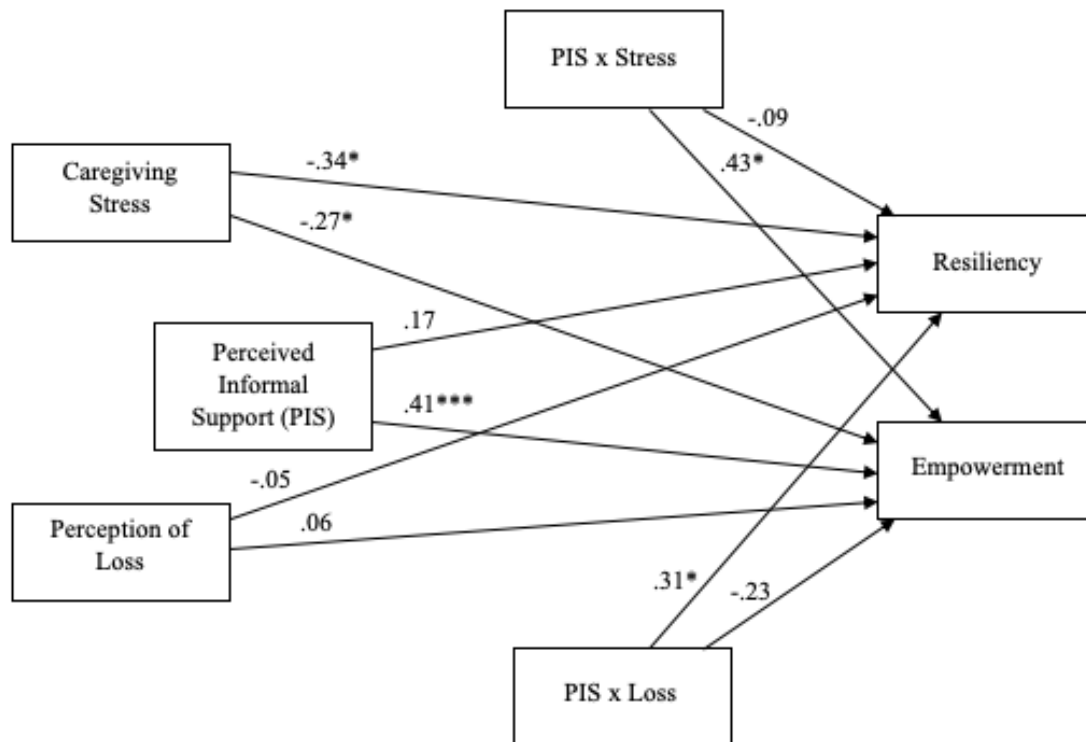 PIS x Stress
-.09
.43*
Caregiving
Stress
-.34*
-.27*
Resiliency
Perceived
Informal
Support (PIS)
.17
.41***
Empowerment
Perception of
Loss
-.05
.06
.31*
-.23
PIS x Loss